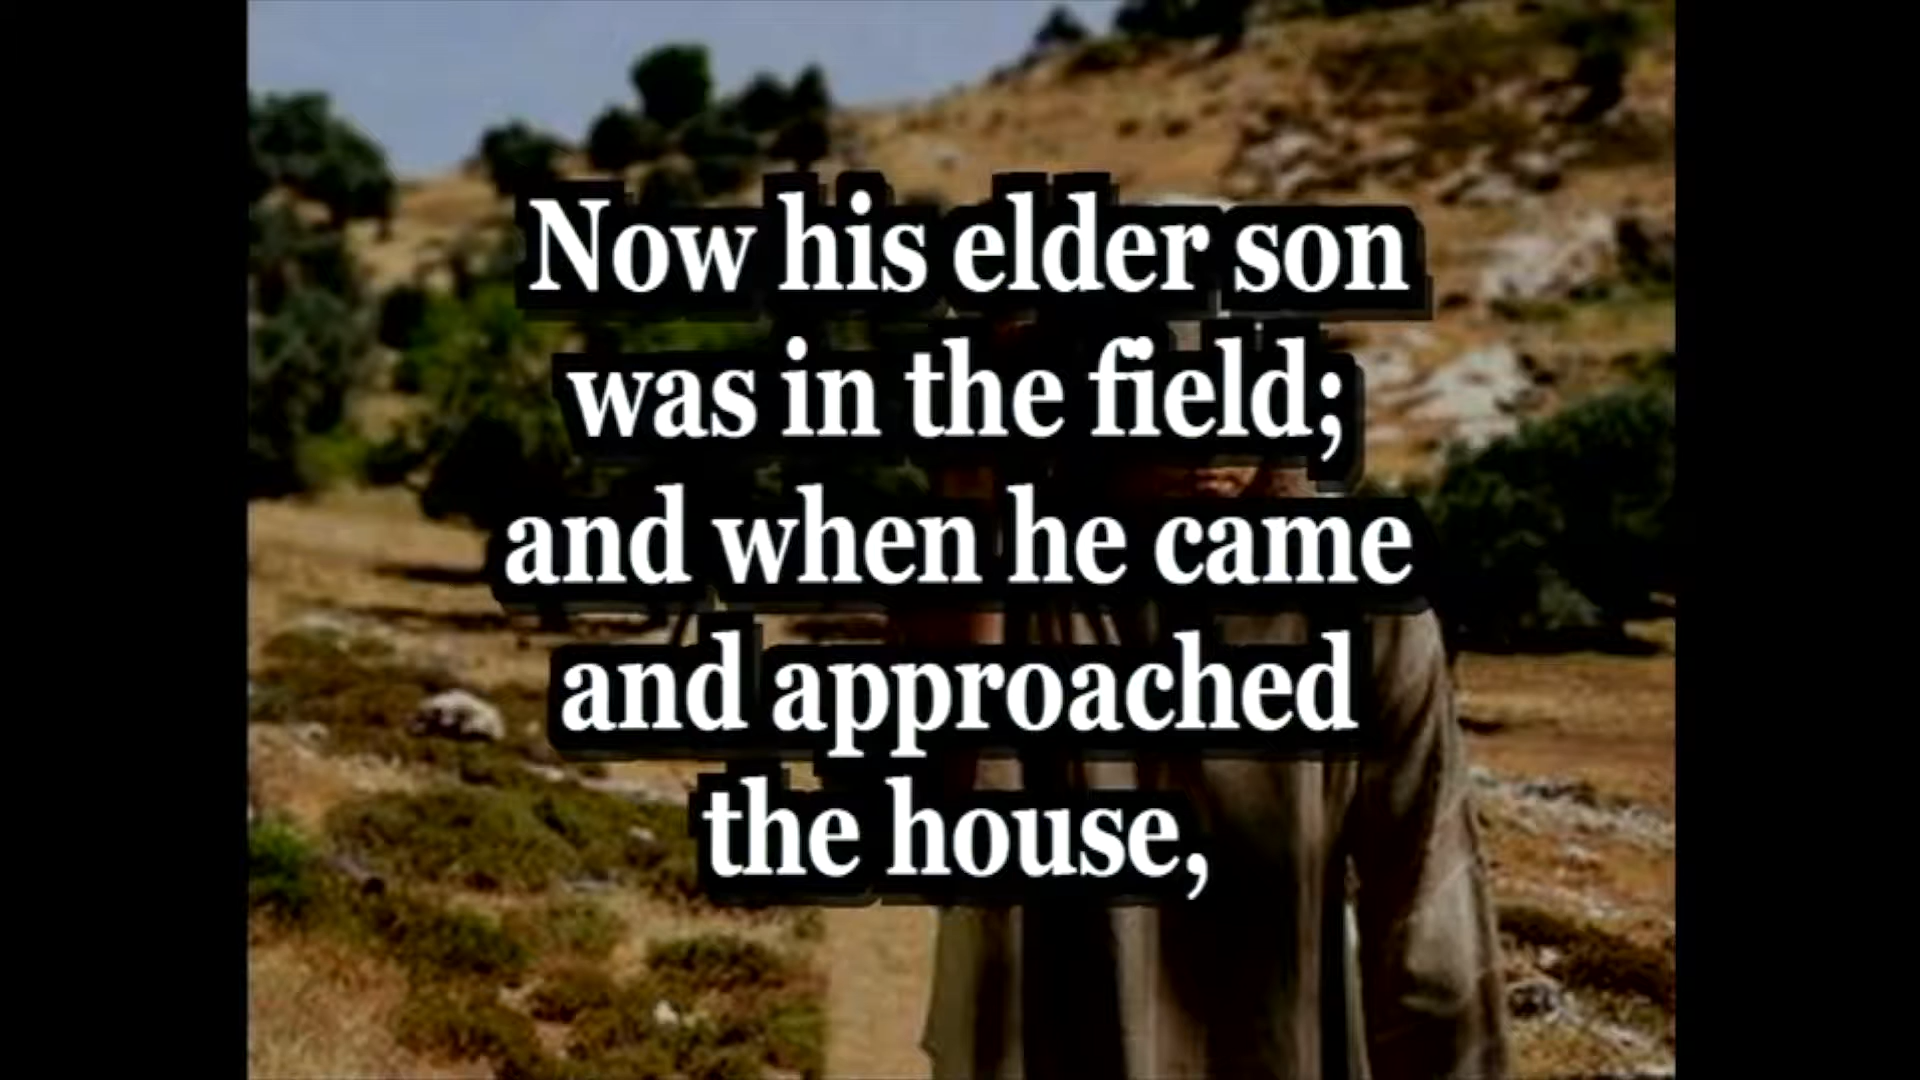 Now his elder son
was in the field;
and when he came
and approached
the house,